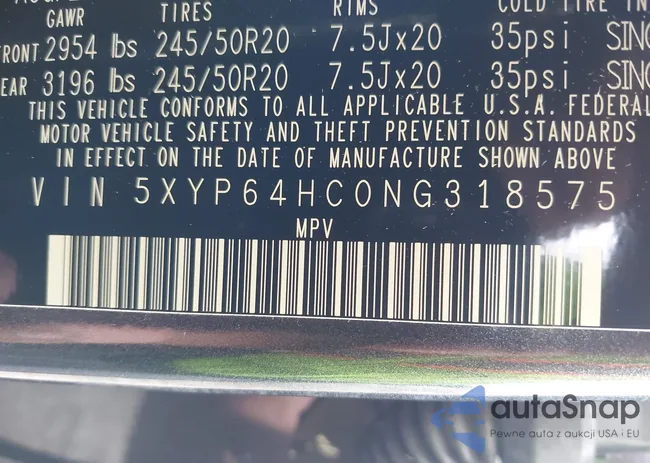 GAWR TIRES RIMS COLD TIRE IN
FRONT 2954 lbs 245/50R20 7.5Jx20 35psi SING
EAR 3196 lbs 245/50R20 7.5Jx20 35psi SING
THIS VEHICLE CONFORMS TO ALL APPLICABLE U.S.A. FEDERAL
MOTOR VEHICLE SAFETY AND THEFT PREVENTION STANDARDS
IN EFFECT ON THE DATE OF MANUFACTURE SHOWN ABOVE
VIN 5XYP64HC0NG318575
MPV
autaSnap
Pewne auta z aukcji USA i EU